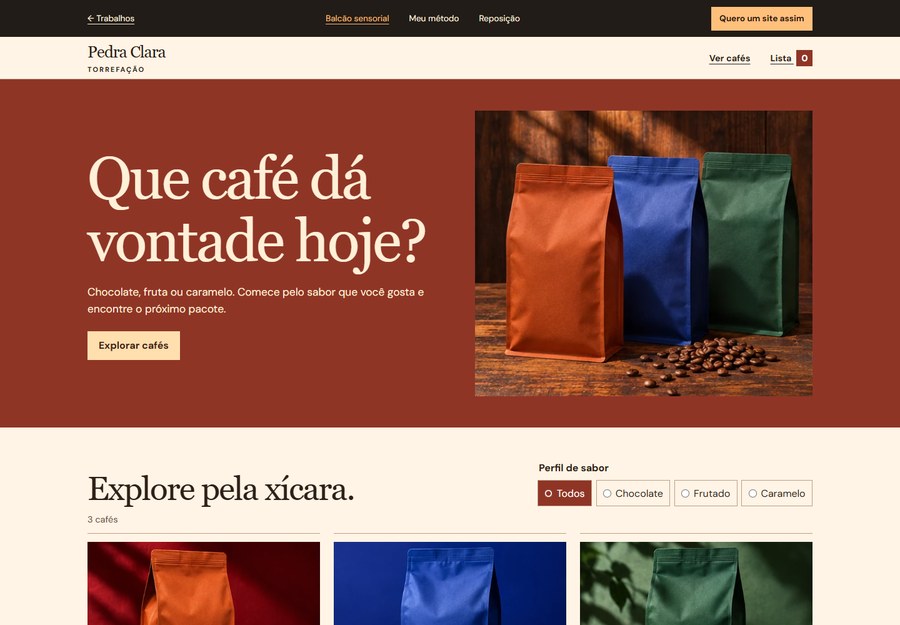 ← Trabalhos
Balcão sensorial
Meu método
Reposição
Quero um site assim
Pedra Clara
TORREFAÇÃO
Ver cafés
Lista 0
Que café dá
vontade hoje?
Chocolate, fruta ou caramelo. Comece pelo sabor que você gosta e
encontre o próximo pacote.
Explorar cafés
Explore pela xícara.
3 cafés
Perfil de sabor
Todos
Chocolate
Frutado
Caramelo